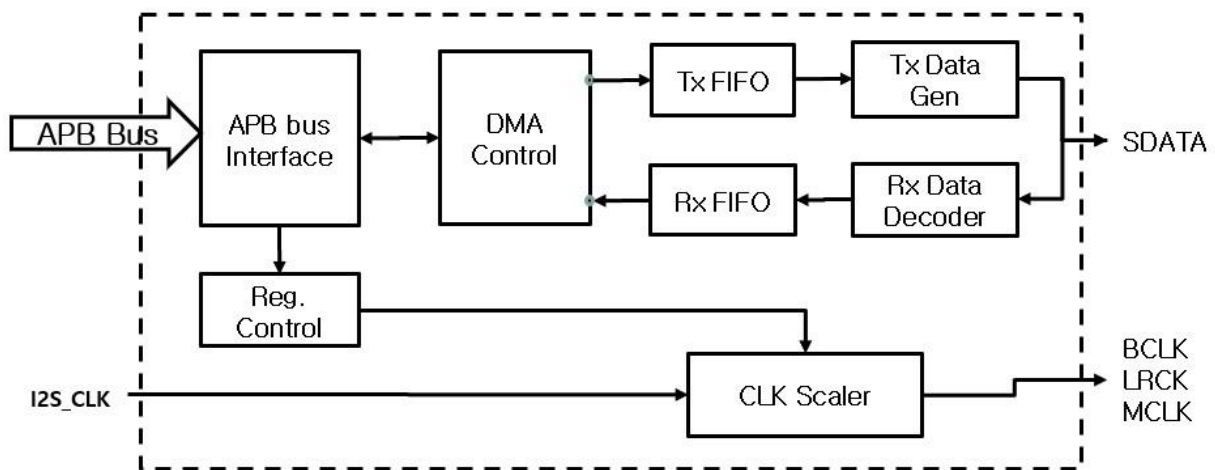 APB Bus
APB bus
Interface
DMA
Control
Tx FIFO
Tx Data
Gen
SDATA
Rx FIFO
Rx Data
Decoder
Reg.
Control
I2S_CLK
CLK Scaler
BCLK
LRCK
MCLK